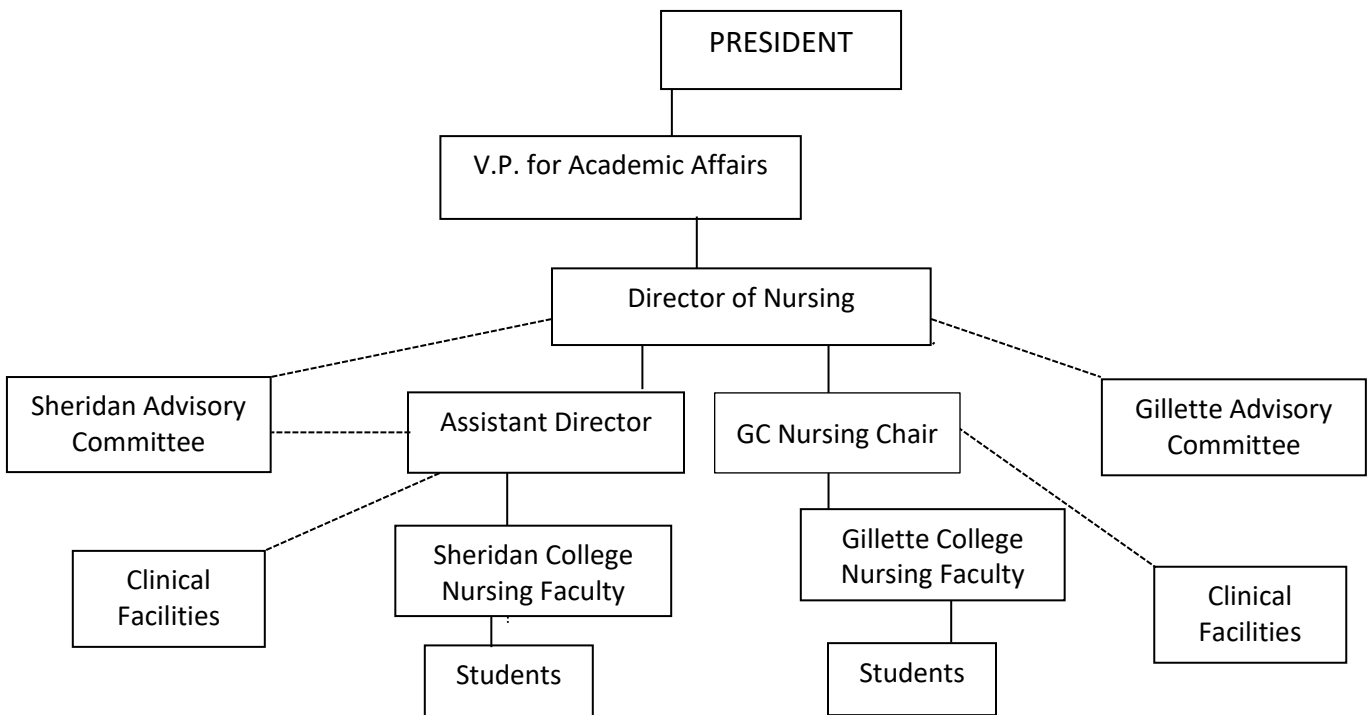 PRESIDENT
V.P. for Academic Affairs
Director of Nursing
Sheridan Advisory
Committee
Assistant Director
GC Nursing Chair
Gillette Advisory
Committee
Clinical
Facilities
Sheridan College
Nursing Faculty
Gillette College
Nursing Faculty
Clinical
Facilities
Students
Students